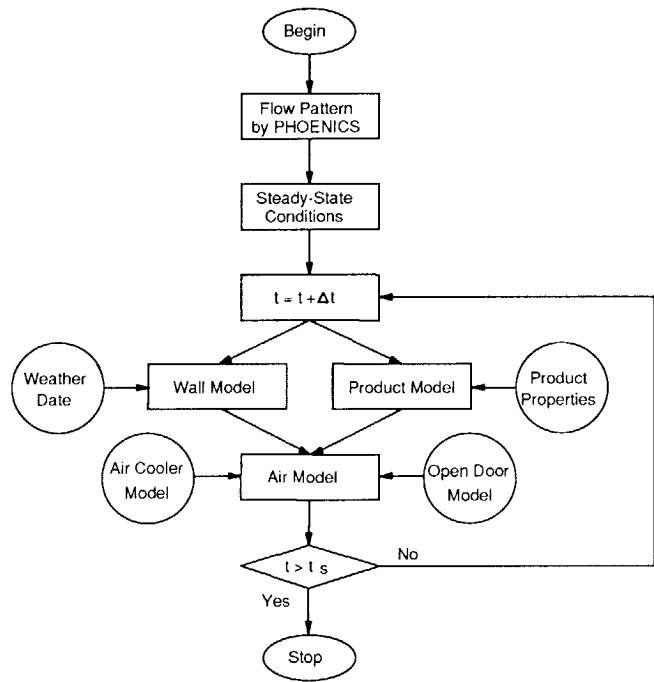 Begin
Flow Pattern
by PHOENICS
Steady-State
Conditions
t = t + Δt
Weather
Date
Wall Model
Product Model
Product
Properties
Air Cooler
Model
Air Model
Open Door
Model
t > t s
No
Yes
Stop